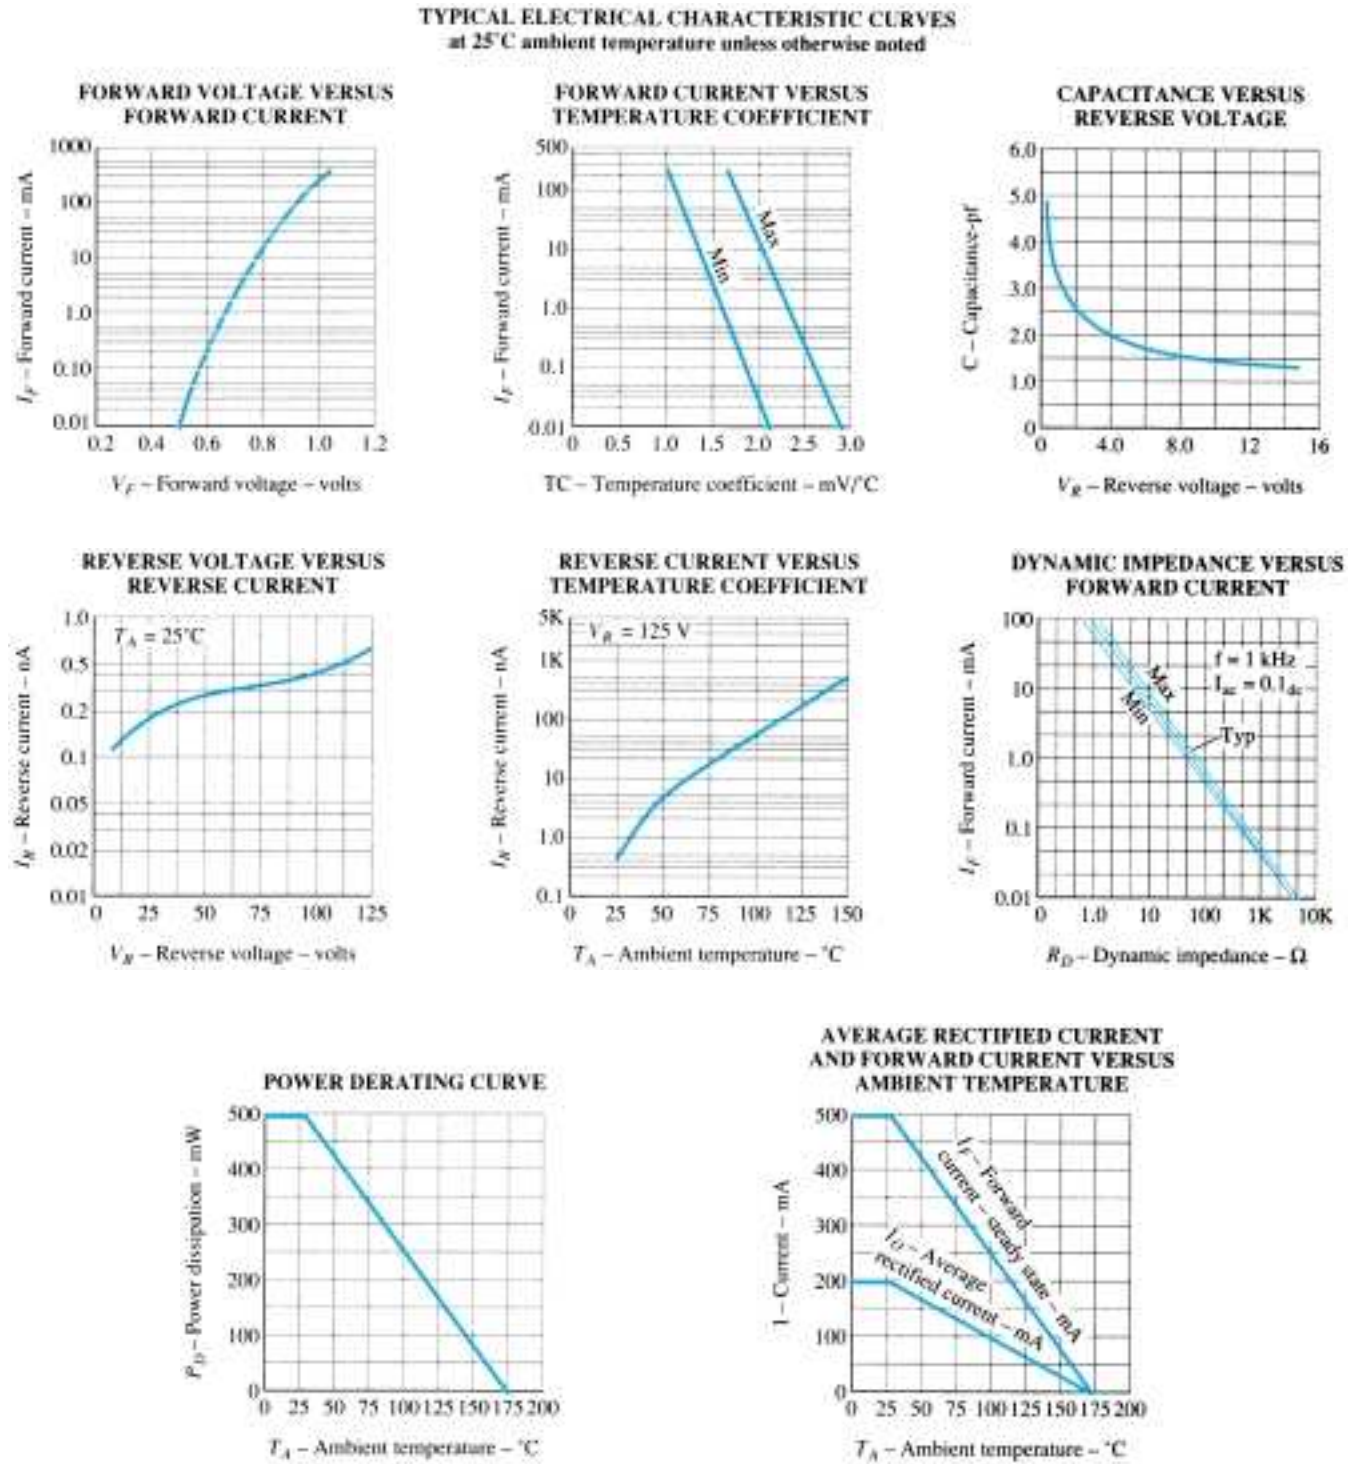 TYPICAL ELECTRICAL CHARACTERISTIC CURVES
at 25°C ambient temperature unless otherwise noted
FORWARD VOLTAGE VERSUS
FORWARD CURRENT
1000
100
10
1.0
0.10
0.01
0.2 0.4 0.6 0.8 1.0 1.2
I_F – Forward current – mA
V_F – Forward voltage – volts
FORWARD CURRENT VERSUS
TEMPERATURE COEFFICIENT
500
100
10
1.0
0.1
0.01
0 0.5 1.0 1.5 2.0 2.5 3.0
Max
Min
I_F – Forward current – mA
TC – Temperature coefficient – mV/°C
CAPACITANCE VERSUS
REVERSE VOLTAGE
6.0
5.0
4.0
3.0
2.0
1.0
0
0 4.0 8.0 12 16
C – Capacitance-pf
V_R – Reverse voltage – volts
REVERSE VOLTAGE VERSUS
REVERSE CURRENT
1.0
0.5
0.2
0.1
0.05
0.02
0.01
0 25 50 75 100 125
T_A = 25°C
I_R – Reverse current – nA
V_R – Reverse voltage – volts
REVERSE CURRENT VERSUS
TEMPERATURE COEFFICIENT
5K
1K
100
10
1.0
0.1
0 25 50 75 100 125 150
V_R = 125 V
I_R – Reverse current – nA
T_A – Ambient temperature – °C
DYNAMIC IMPEDANCE VERSUS
FORWARD CURRENT
100
10
1.0
0.1
0.01
0 1.0 10 100 1K 10K
f = 1 kHz
I_ac = 0.1_dc
Max
Min
Typ
I_F – Forward current – mA
R_D – Dynamic impedance – Ω
POWER DERATING CURVE
500
400
300
200
100
0
0 25 50 75 100 125 150 175 200
P_D – Power dissipation – mW
T_A – Ambient temperature – °C
AVERAGE RECTIFIED CURRENT
AND FORWARD CURRENT VERSUS
AMBIENT TEMPERATURE
500
400
300
200
100
0
0 25 50 75 100 125 150 175 200
I_F – Forward
current – steady state – mA
I_O – Average
rectified current – mA
I – Current – mA
T_A – Ambient temperature – °C